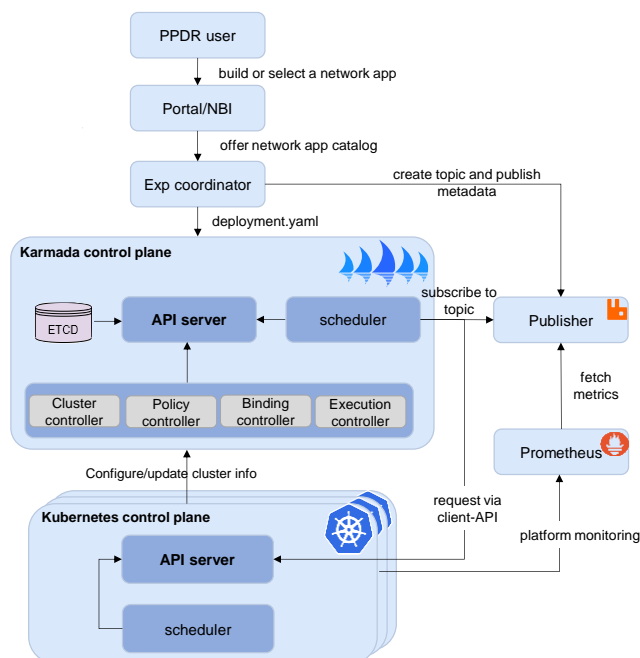 PPDR user
build or select a network app
Portal/NBI
offer network app catalog
Exp coordinator
create topic and publish
metadata
deployment.yaml
Karmada control plane
subscribe to
topic
ETCD
API server
scheduler
Publisher
Cluster
controller
Policy
controller
Binding
controller
Execution
controller
fetch
metrics
Prometheus
Configure/update cluster info
request via
client-API
platform monitoring
Kubernetes control plane
API server
scheduler